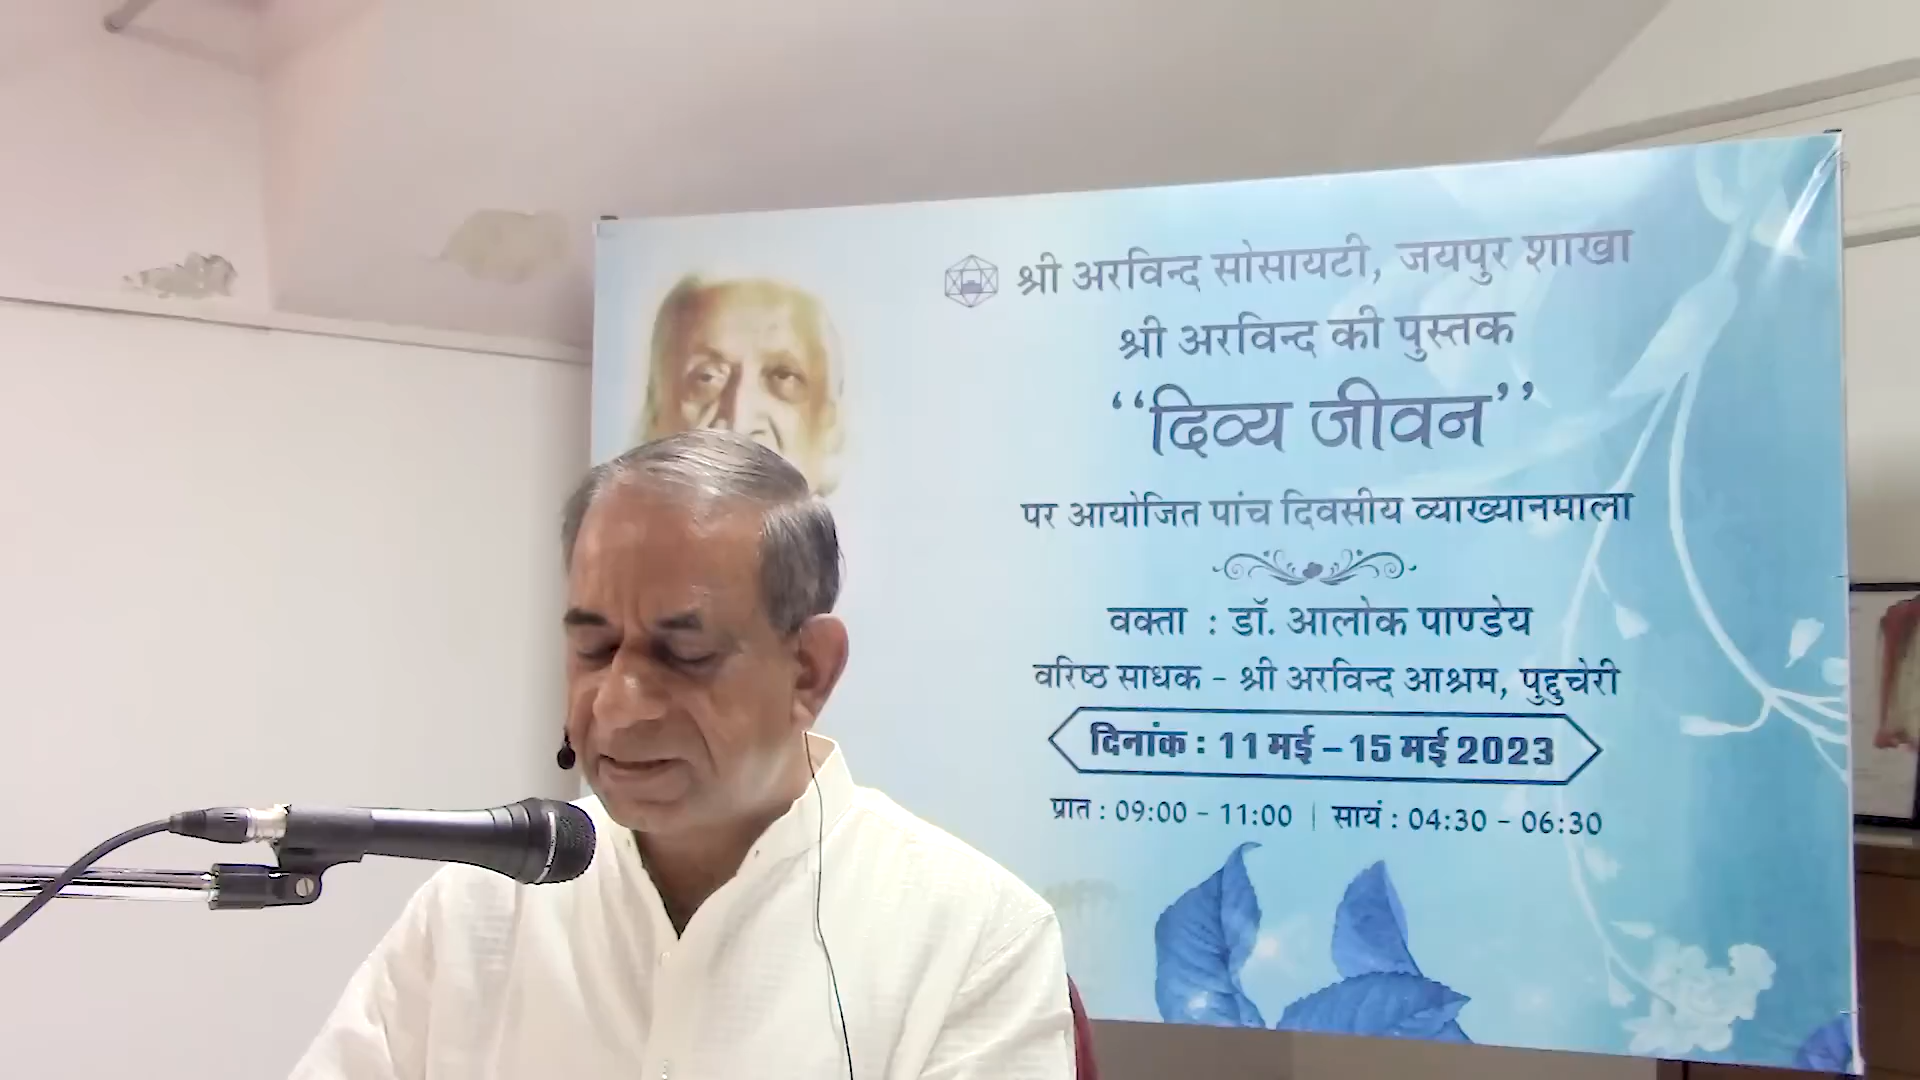 श्री अरविन्द सोसायटी, जयपुर शाखा
श्री अरविन्द की पुस्तक
‘‘दिव्य जीवन’’
पर आयोजित पांच दिवसीय व्याख्यानमाला
वक्ता : डॉ. आलोक पाण्डेय
वरिष्ठ साधक - श्री अरविन्द आश्रम, पुद्दुचेरी
दिनांक : 11 मई – 15 मई 2023
प्रात : 09:00 - 11:00 | सायं : 04:30 - 06:30